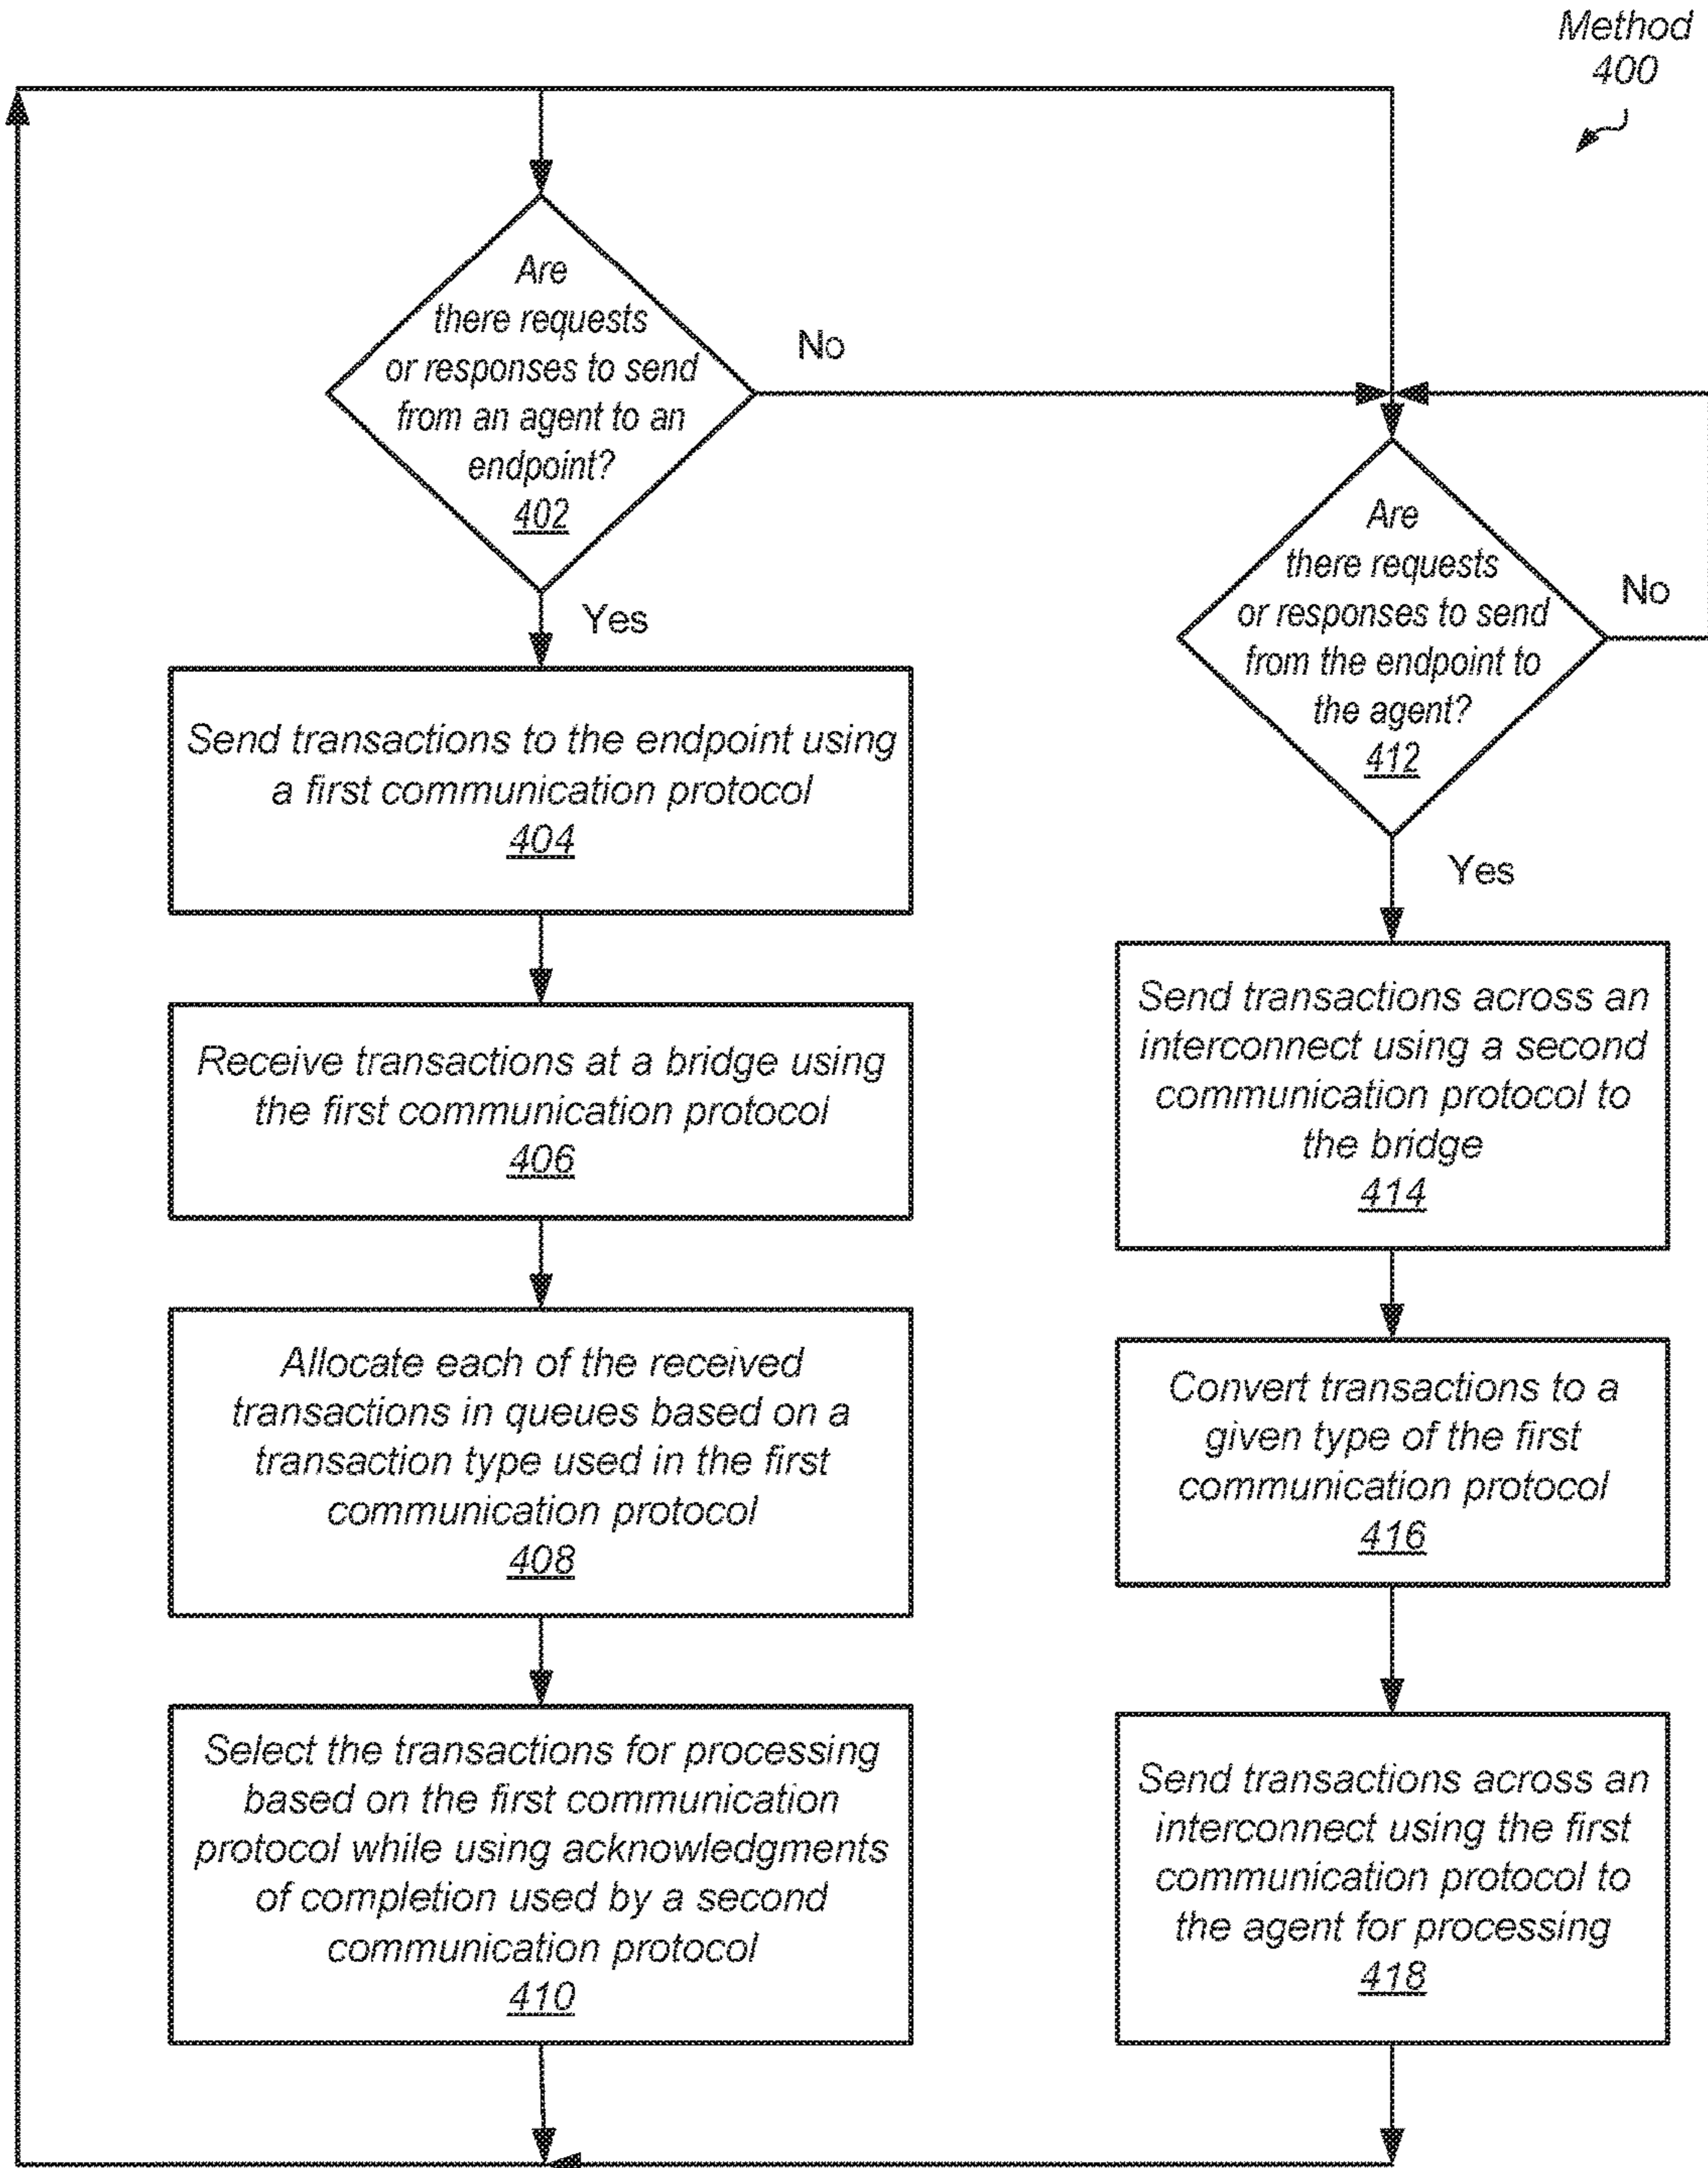 Method
400
Are
there requests
or responses to send
from an agent to an
endpoint?
402
No
Yes
Send transactions to the endpoint using
a first communication protocol
404
Receive transactions at a bridge using
the first communication protocol
406
Allocate each of the received
transactions in queues based on a
transaction type used in the first
communication protocol
408
Select the transactions for processing
based on the first communication
protocol while using acknowledgments
of completion used by a second
communication protocol
410
Are
there requests
or responses to send
from the endpoint to
the agent?
412
No
Yes
Send transactions across an
interconnect using a second
communication protocol to
the bridge
414
Convert transactions to a
given type of the first
communication protocol
416
Send transactions across an
interconnect using the first
communication protocol to
the agent for processing
418